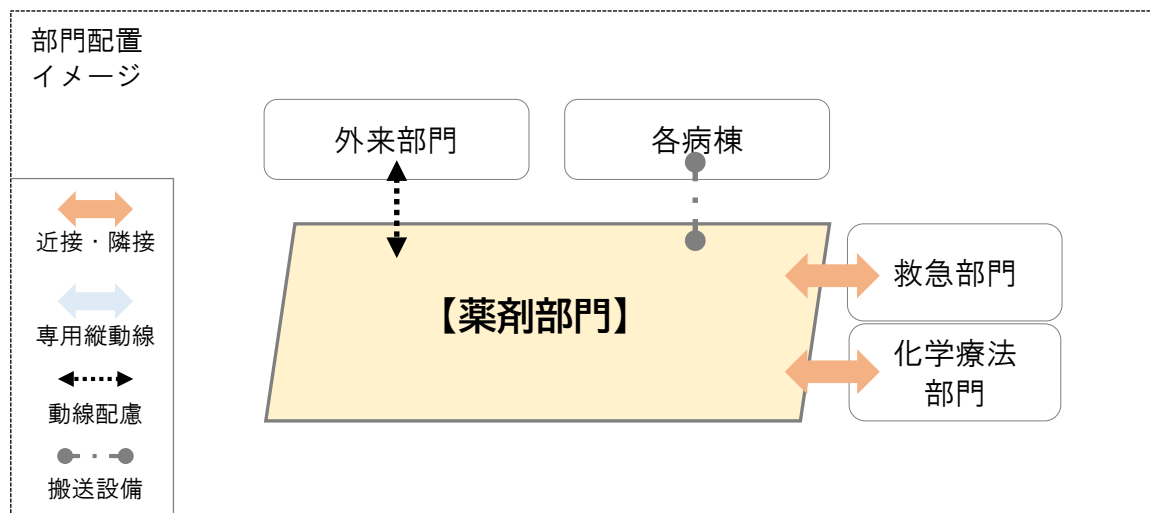 部門配置
イメージ
外来部門
各病棟
近接・隣接
専用縦動線
動線配慮
搬送設備
【薬剤部門】
救急部門
化学療法
部門